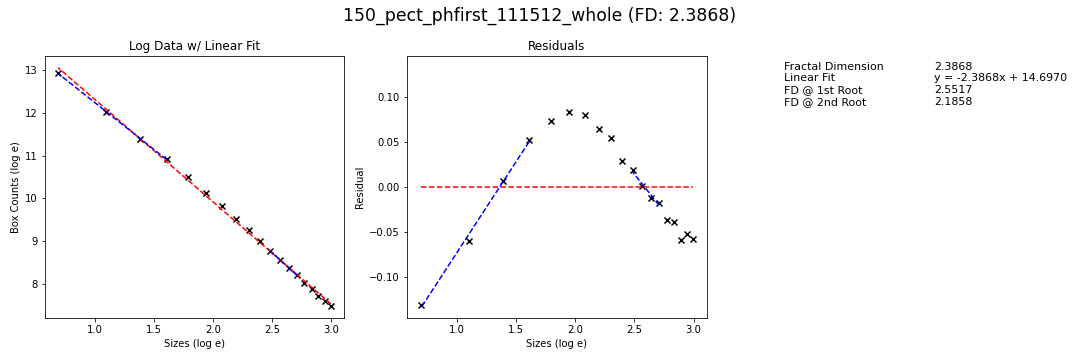 150_pect_phfirst_111512_whole (FD: 2.3868)
Log Data w/ Linear Fit
Box Counts (log e)
13
12
11
10
9
8
1.0 1.5 2.0 2.5 3.0
Sizes (log e)
Residuals
Residual
0.10
0.05
0.00
−0.05
−0.10
1.0 1.5 2.0 2.5 3.0
Sizes (log e)
Fractal Dimension 2.3868
Linear Fit y = -2.3868x + 14.6970
FD @ 1st Root 2.5517
FD @ 2nd Root 2.1858